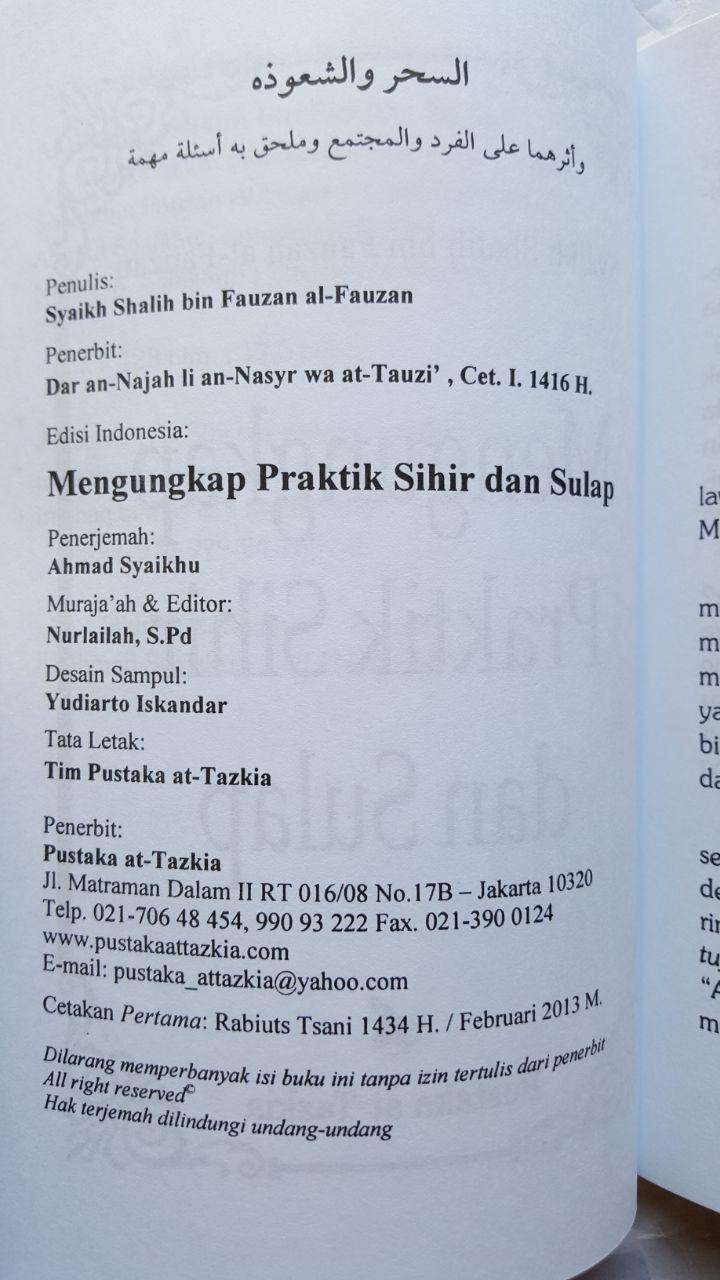 السحر والشعوذه
وأثرهما على الفرد والمجتمع وملحق به أسئلة مهمة
Penulis:
Syaikh Shalih bin Fauzan al-Fauzan
Penerbit:
Dar an-Najah li an-Nasyr wa at-Tauzi' , Cet. I. 1416 H.
Edisi Indonesia:
Mengungkap Praktik Sihir dan Sulap
Penerjemah:
Ahmad Syaikhu
Muraja'ah & Editor:
Nurlailah, S.Pd
Desain Sampul:
Yudiarto Iskandar
Tata Letak:
Tim Pustaka at-Tazkia
Penerbit:
Pustaka at-Tazkia
Jl. Matraman Dalam II RT 016/08 No.17B – Jakarta 10320
Telp. 021-706 48 454, 990 93 222 Fax. 021-390 0124
www.pustakaattazkia.com
E-mail: pustaka_attazkia@yahoo.com
Cetakan Pertama: Rabiuts Tsani 1434 H. / Februari 2013 M.
Dilarang memperbanyak isi buku ini tanpa izin tertulis dari penerbit
All right reserved©
Hak terjemah dilindungi undang-undang